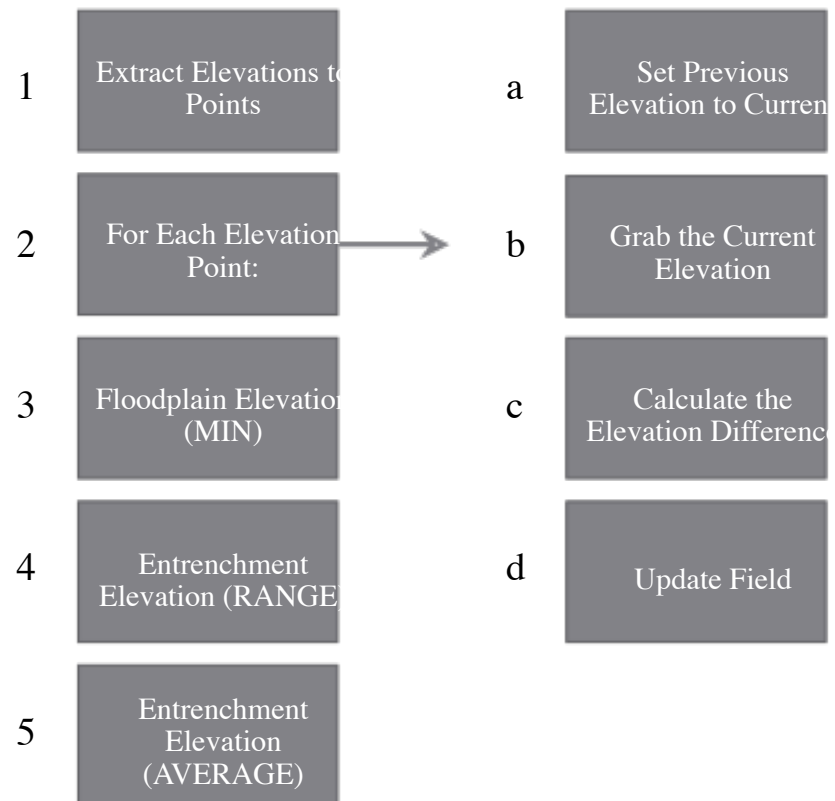 1
Extract Elevations to
Points
2
For Each Elevation
Point:
3
Floodplain Elevation
(MIN)
4
Entrenchment
Elevation (RANGE)
5
Entrenchment
Elevation
(AVERAGE)
a
Set Previous
Elevation to Curren
b
Grab the Current
Elevation
c
Calculate the
Elevation Difference
d
Update Field